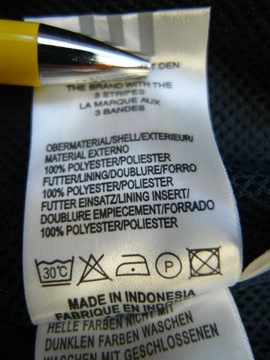 T DEN
THE BRAND WITH THE
3 STRIPES
LA MARQUE AUX
3 BANDES
OBERMATERIAL/SHELL/EXTERIEUR/
MATERIAL EXTERNO
100% POLYESTER/POLIESTER
FUTTER/LINING/DOUBLURE/FORRO
100% POLYESTER/POLIESTER
FUTTER EINSATZ/LINING INSERT/
DOUBLURE EMPIECEMENT/FORRADO
100% POLYESTER/POLIESTER
30°C P
MADE IN INDONESIA
FABRIQUE EN
HELLE FARBEN NICHT MIT
DUNKLEN FARBEN WASCHEN
WASCHEN MIT GESCHLOSSENEN